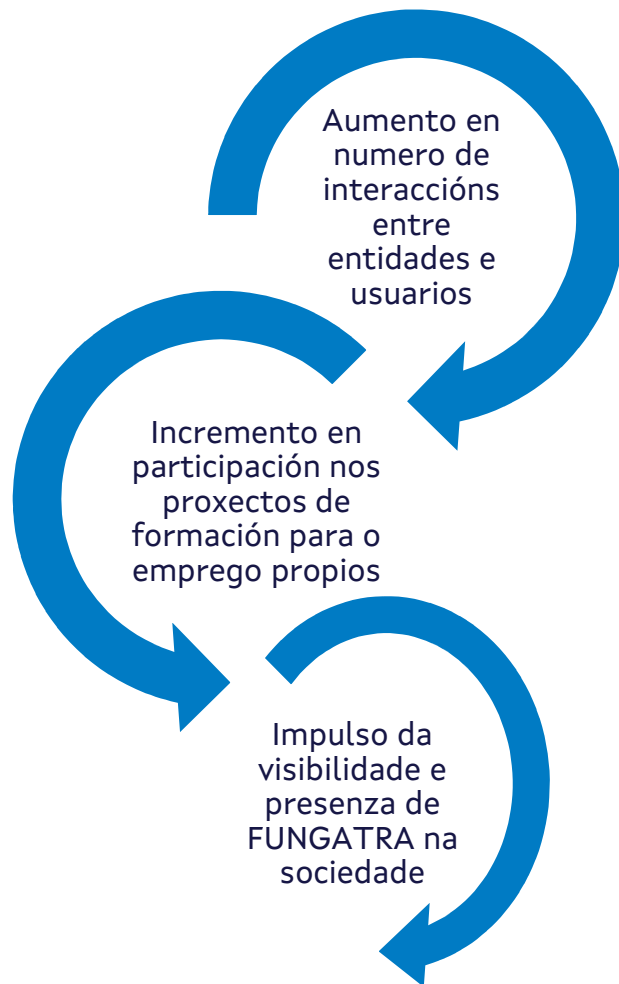 Aumento en
numero de
interaccións
entre
entidades e
usuarios
Incremento en
participación nos
proxectos de
formación para o
emprego propios
Impulso da
visibilidade e
presenza de
FUNGATRA na
sociedade